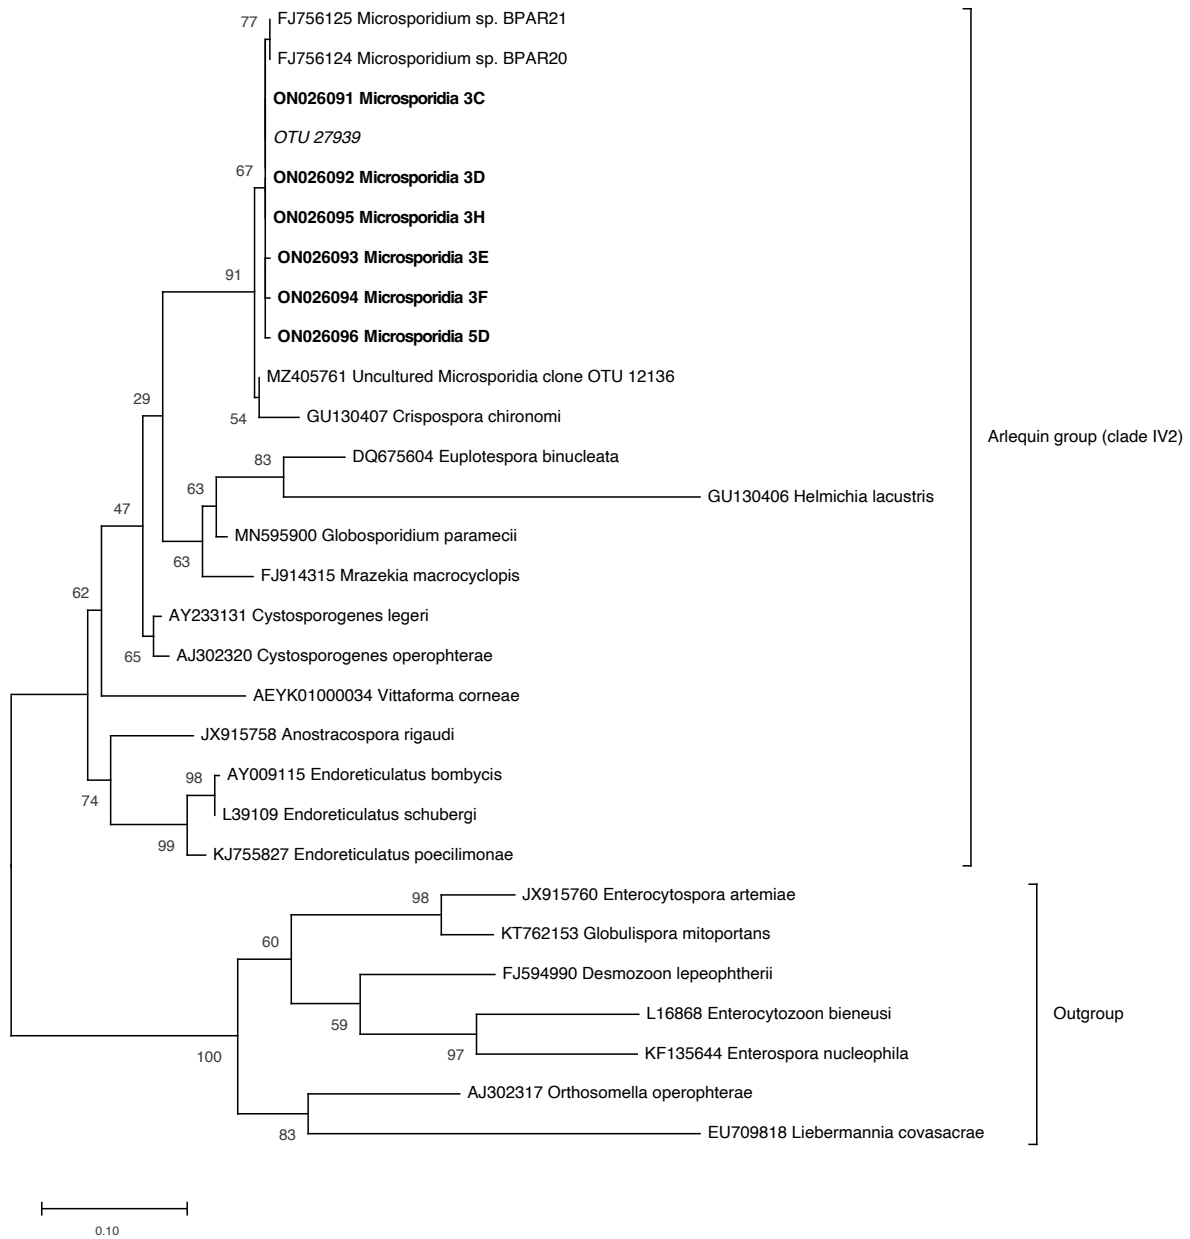 77
FJ756125 Microsporidium sp. BPAR21
FJ756124 Microsporidium sp. BPAR20
ON026091 Microsporidia 3C
OTU 27939
67
ON026092 Microsporidia 3D
ON026095 Microsporidia 3H
ON026093 Microsporidia 3E
91
ON026094 Microsporidia 3F
ON026096 Microsporidia 5D
MZ405761 Uncultured Microsporidia clone OTU 12136
29
54
GU130407 Crispospora chironomi
Arlequin group (clade IV2)
83
DQ675604 Euplotespora binucleata
63
GU130406 Helmichia lacustris
47
MN595900 Globosporidium paramecii
63
FJ914315 Mrazekia macrocyclopis
62
AY233131 Cystosporogenes legeri
65
AJ302320 Cystosporogenes operophterae
AEYK01000034 Vittaforma corneae
JX915758 Anostracospora rigaudi
98
AY009115 Endoreticulatus bombycis
74
L39109 Endoreticulatus schubergi
99
KJ755827 Endoreticulatus poecilimonae
98
JX915760 Enterocytospora artemiae
60
KT762153 Globulispora mitoportans
FJ594990 Desmozoon lepeophtherii
59
L16868 Enterocytozoon bieneusi
Outgroup
97
KF135644 Enterospora nucleophila
100
AJ302317 Orthosomella operophterae
83
EU709818 Liebermannia covasacrae
0.10